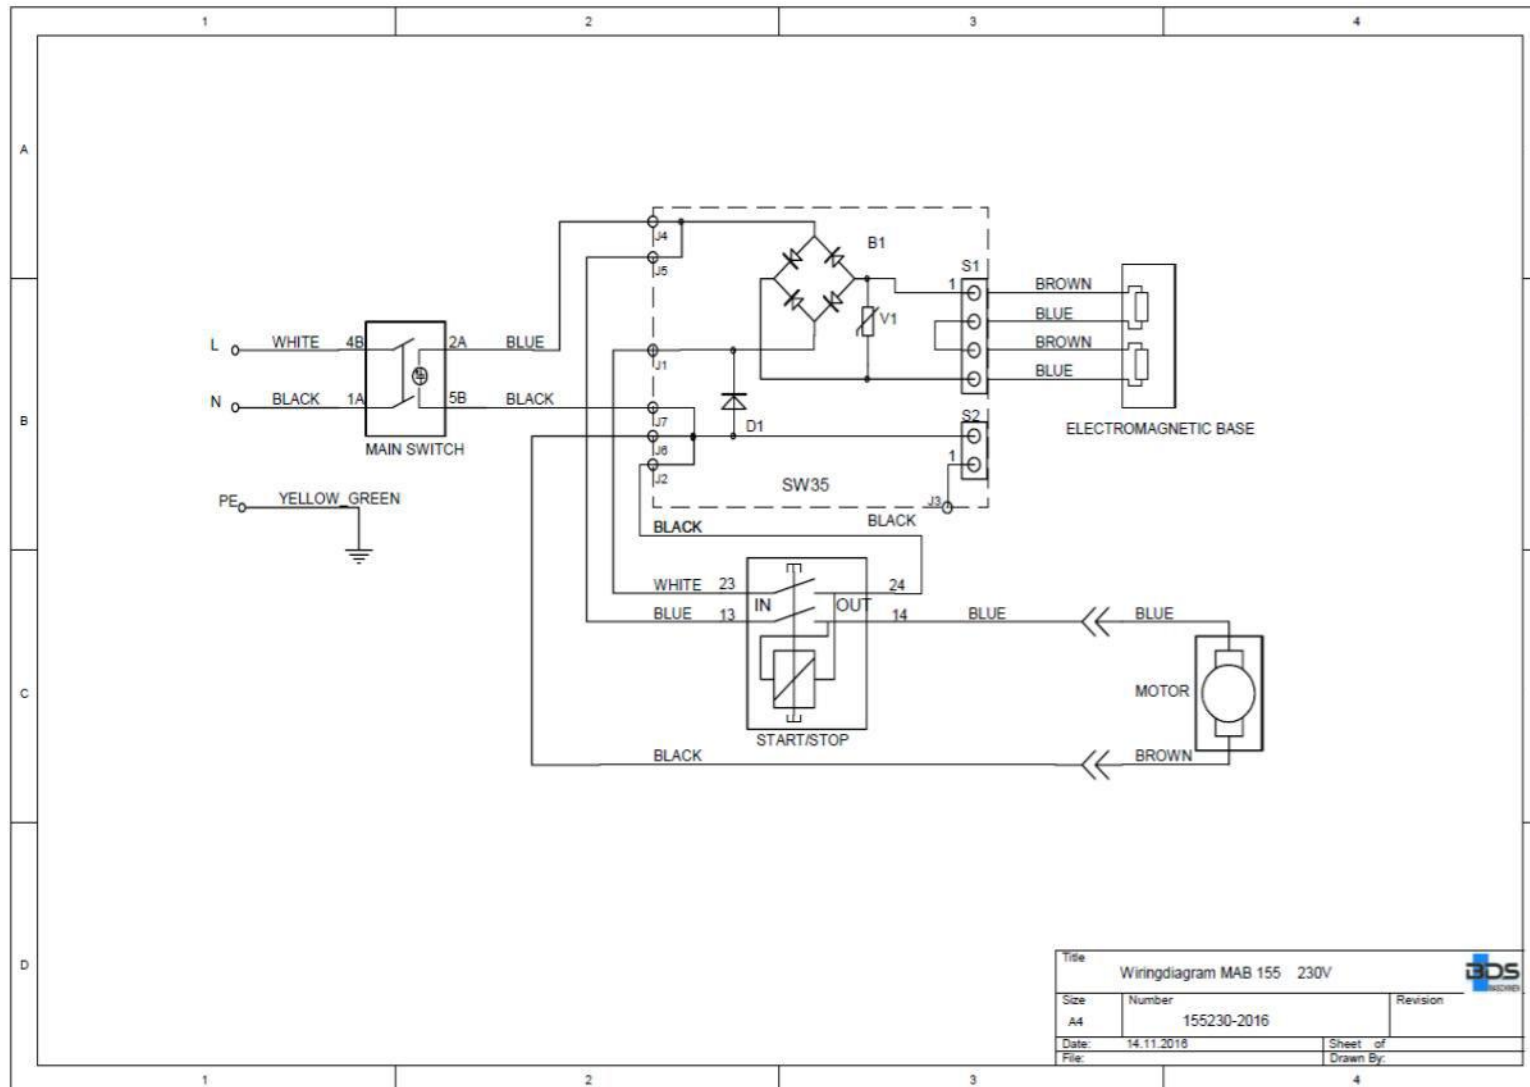 1 2 3 4
A
B
C
D
J4
B1
J5
S1
1 BROWN
BLUE
V1
BROWN
BLUE
L WHITE 4B 2A BLUE
J1
N BLACK 1A 5B BLACK
MAIN SWITCH
J7
D1
S2
J6
J2
1
ELECTROMAGNETIC BASE
SW35
J3
PE YELLOW_GREEN
BLACK BLACK
WHITE 23 IN OUT 24
BLUE 13 14 BLUE BLUE
MOTOR
START/STOP
BLACK BROWN
Title
Wiringdiagram MAB 155 230V
BDS
MASCHINEN
Size Number Revision
A4 155230-2016
Date: 14.11.2016 Sheet of
File: Drawn By:
1 2 3 4